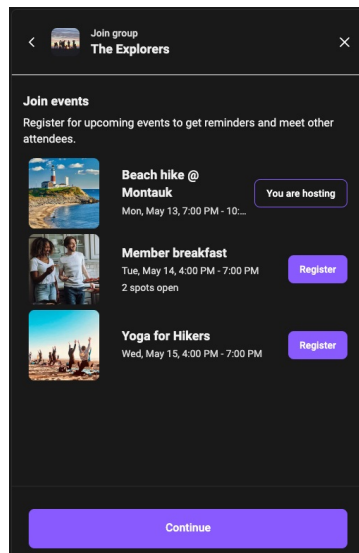 Join group
The Explorers
Join events
Register for upcoming events to get reminders and meet other
attendees.
Beach hike @
Montauk
Mon, May 13, 7:00 PM - 10:...
You are hosting
Member breakfast
Tue, May 14, 4:00 PM - 7:00 PM
2 spots open
Register
Yoga for Hikers
Wed, May 15, 4:00 PM - 7:00 PM
Register
Continue